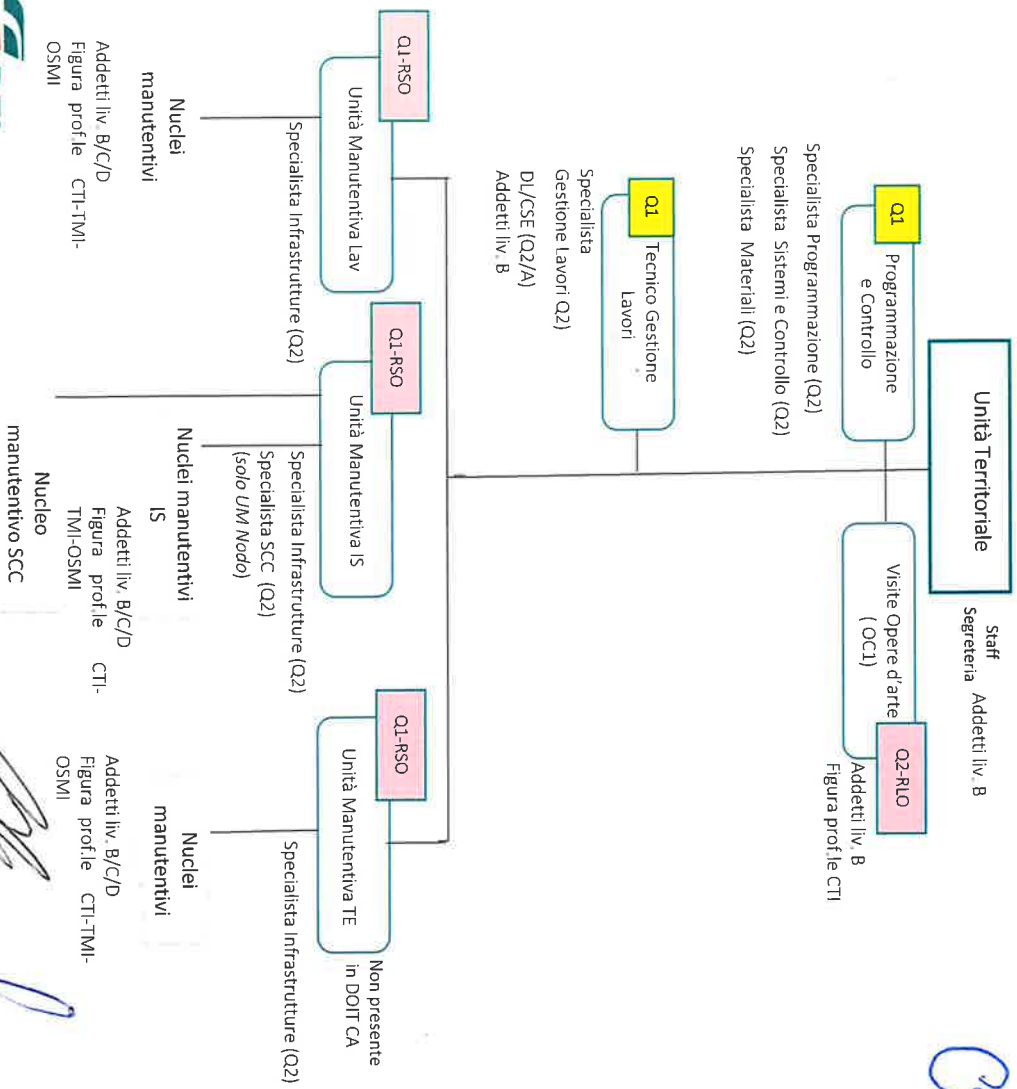 Unità Territoriale
Staff
Segreteria Addetti liv. B
Q1
Programmazione
e Controllo
Specialista Programmazione (Q2)
Specialista Sistemi e Controllo (Q2)
Specialista Materiali (Q2)
Visite Opere d'arte
( OC1)
Q2-RLO
Addetti liv. B
Figura prof.le CTI
Q1
Tecnico Gestione
Lavori
Specialista
Gestione Lavori Q2)
DL/CSE (Q2/A)
Addetti liv. B
Q1-RSO
Unità Manutentiva Lav
Specialista Infrastrutture (Q2)
Nuclei
manutentivi
Addetti liv. B/C/D
Figura prof.le CTI-TMI-
OSMI
Q1-RSO
Unità Manutentiva IS
Specialista Infrastrutture (Q2)
Specialista SCC (Q2)
(solo UM Nodo)
Nuclei manutentivi
IS
Addetti liv. B/C/D
Figura prof.le CTI-
TMI-OSMI
Nucleo
manutentivo SCC
Q1-RSO
Unità Manutentiva TE
Non presente
in DOIT CA
Specialista Infrastrutture (Q2)
Nuclei
manutentivi
Addetti liv. B/C/D
Figura prof.le CTI-TMI-
OSMI